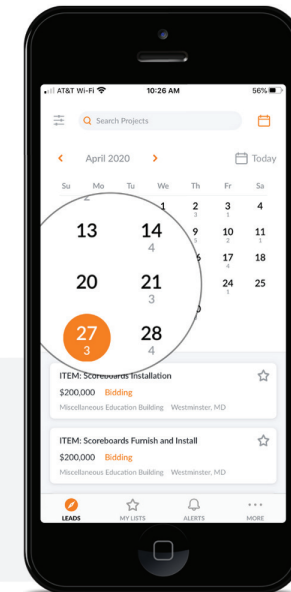 AT&T Wi-Fi 10:26 AM 56%
Search Projects
April 2020 Today
Su Mo Tu We Th Fr Sa
1 2 3 4
3 1
13 14 9 10 11
4 2 1
17 18
4
20 21 24 25
3 1
27 28
3 4
ITEM: Scoreboards Installation
$200,000 Bidding
Miscellaneous Education Building Westminster, MD
ITEM: Scoreboards Furnish and Install
$200,000 Bidding
Miscellaneous Education Building Westminster, MD
LEADS MY LISTS ALERTS MORE